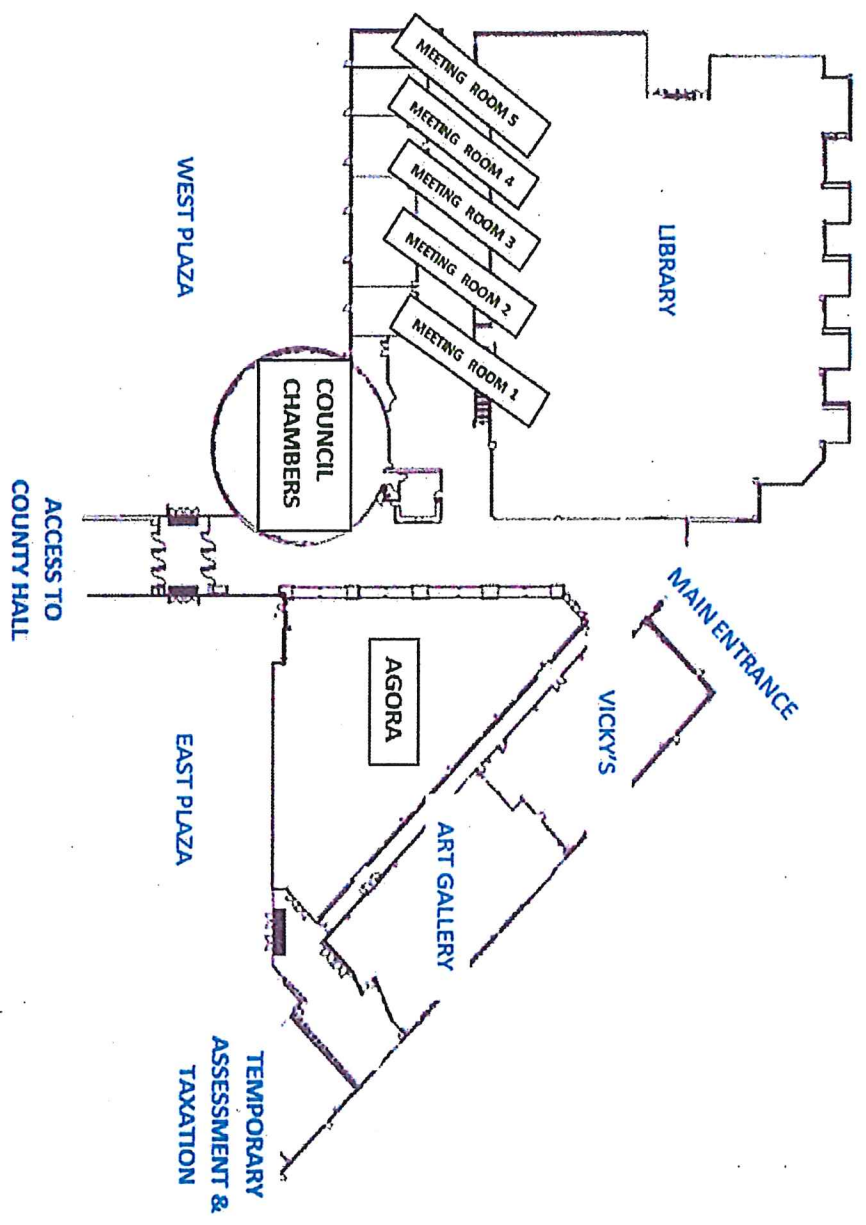 MEETING ROOM 5
MEETING ROOM 4
MEETING ROOM 3
MEETING ROOM 2
MEETING ROOM 1
LIBRARY
WEST PLAZA
COUNCIL
CHAMBERS
ACCESS TO
COUNTY HALL
MAIN ENTRANCE
VICKY'S
AGORA
ART GALLERY
EAST PLAZA
TEMPORARY
ASSESSMENT &
TAXATION